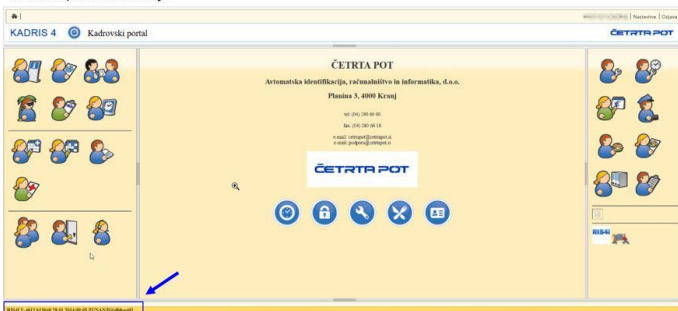 Nastavitve | Odjava
KADRIS 4 Kadrovski portal
ČETRTA POT
ČETRTA POT
Avtomatska identifikacija, računalništvo in informatika, d.o.o.
Planina 3, 4000 Kranj
tel: (04) 280 66 00
fax: (04) 280 66 18
e-mail: cetrtapot@cetrtapot.si
e-mail: podpora@cetrtapot.si
ČETRTA POT